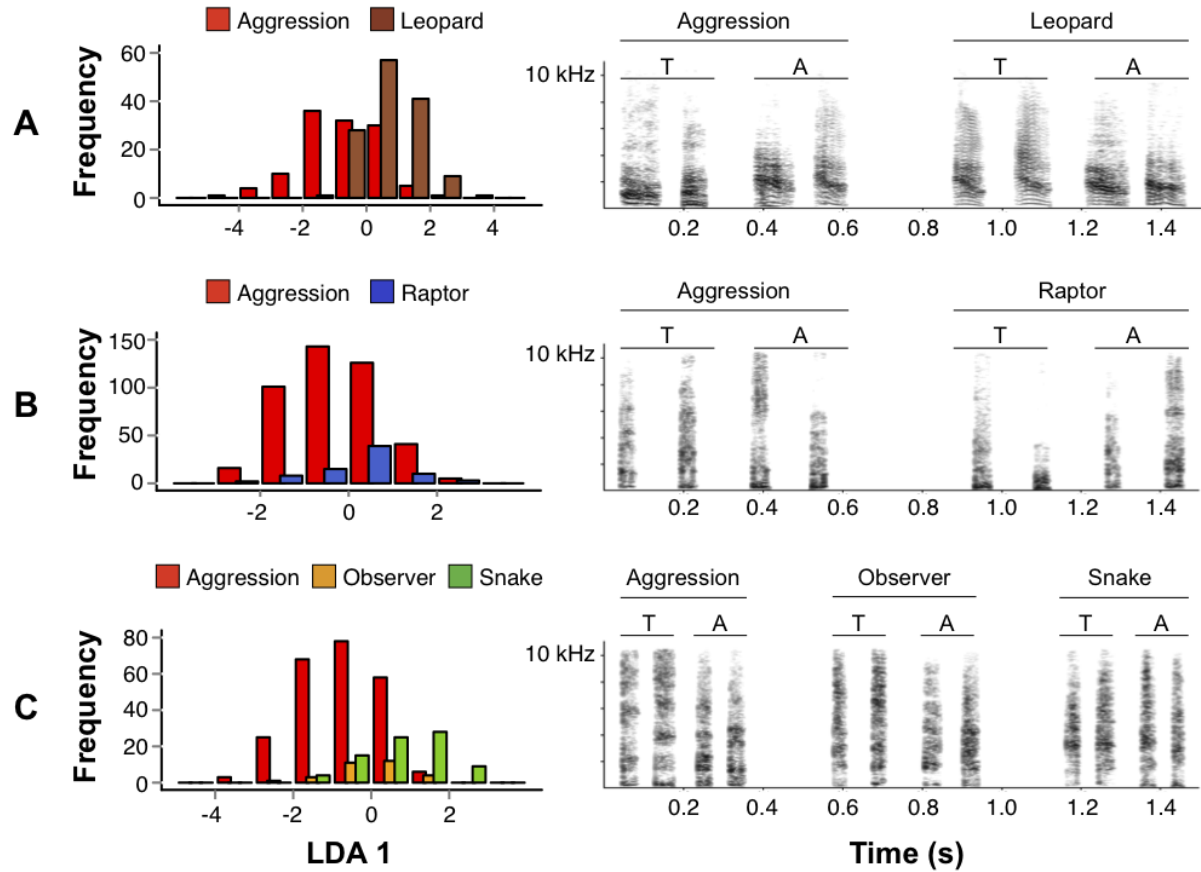 Aggression Leopard
Aggression Leopard
T A T A
10 kHz
A
Frequency
60
40
20
0
-4 -2 0 2 4
0.2 0.4 0.6 0.8 1.0 1.2 1.4
Aggression Raptor
Aggression Raptor
T A T A
10 kHz
B
Frequency
150
100
50
0
-2 0 2
0.2 0.4 0.6 0.8 1.0 1.2 1.4
Aggression Observer Snake
Aggression Observer Snake
T A T A T A
10 kHz
C
Frequency
80
60
40
20
0
-4 -2 0 2
0.2 0.4 0.6 0.8 1.0 1.2 1.4
LDA 1
Time (s)